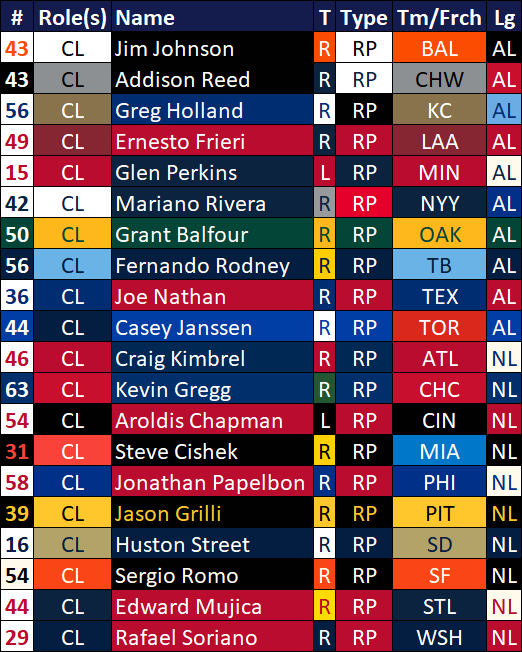 # Role(s) Name T Type Tm/Frch Lg
43 CL Jim Johnson R RP BAL AL
43 CL Addison Reed R RP CHW AL
56 CL Greg Holland R RP KC AL
49 CL Ernesto Frieri R RP LAA AL
15 CL Glen Perkins L RP MIN AL
42 CL Mariano Rivera R RP NYY AL
50 CL Grant Balfour R RP OAK AL
56 CL Fernando Rodney R RP TB AL
36 CL Joe Nathan R RP TEX AL
44 CL Casey Janssen R RP TOR AL
46 CL Craig Kimbrel R RP ATL NL
63 CL Kevin Gregg R RP CHC NL
54 CL Aroldis Chapman L RP CIN NL
31 CL Steve Cishek R RP MIA NL
58 CL Jonathan Papelbon R RP PHI NL
39 CL Jason Grilli R RP PIT NL
16 CL Huston Street R RP SD NL
54 CL Sergio Romo R RP SF NL
44 CL Edward Mujica R RP STL NL
29 CL Rafael Soriano R RP WSH NL